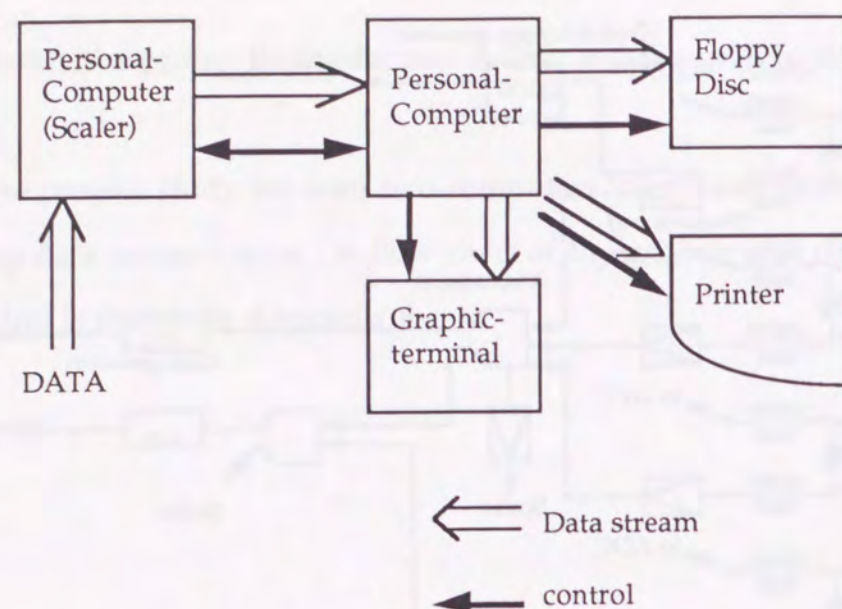 Personal-
Computer
(Scaler)
Personal-
Computer
Floppy
Disc
Graphic-
terminal
Printer
DATA
Data stream
control